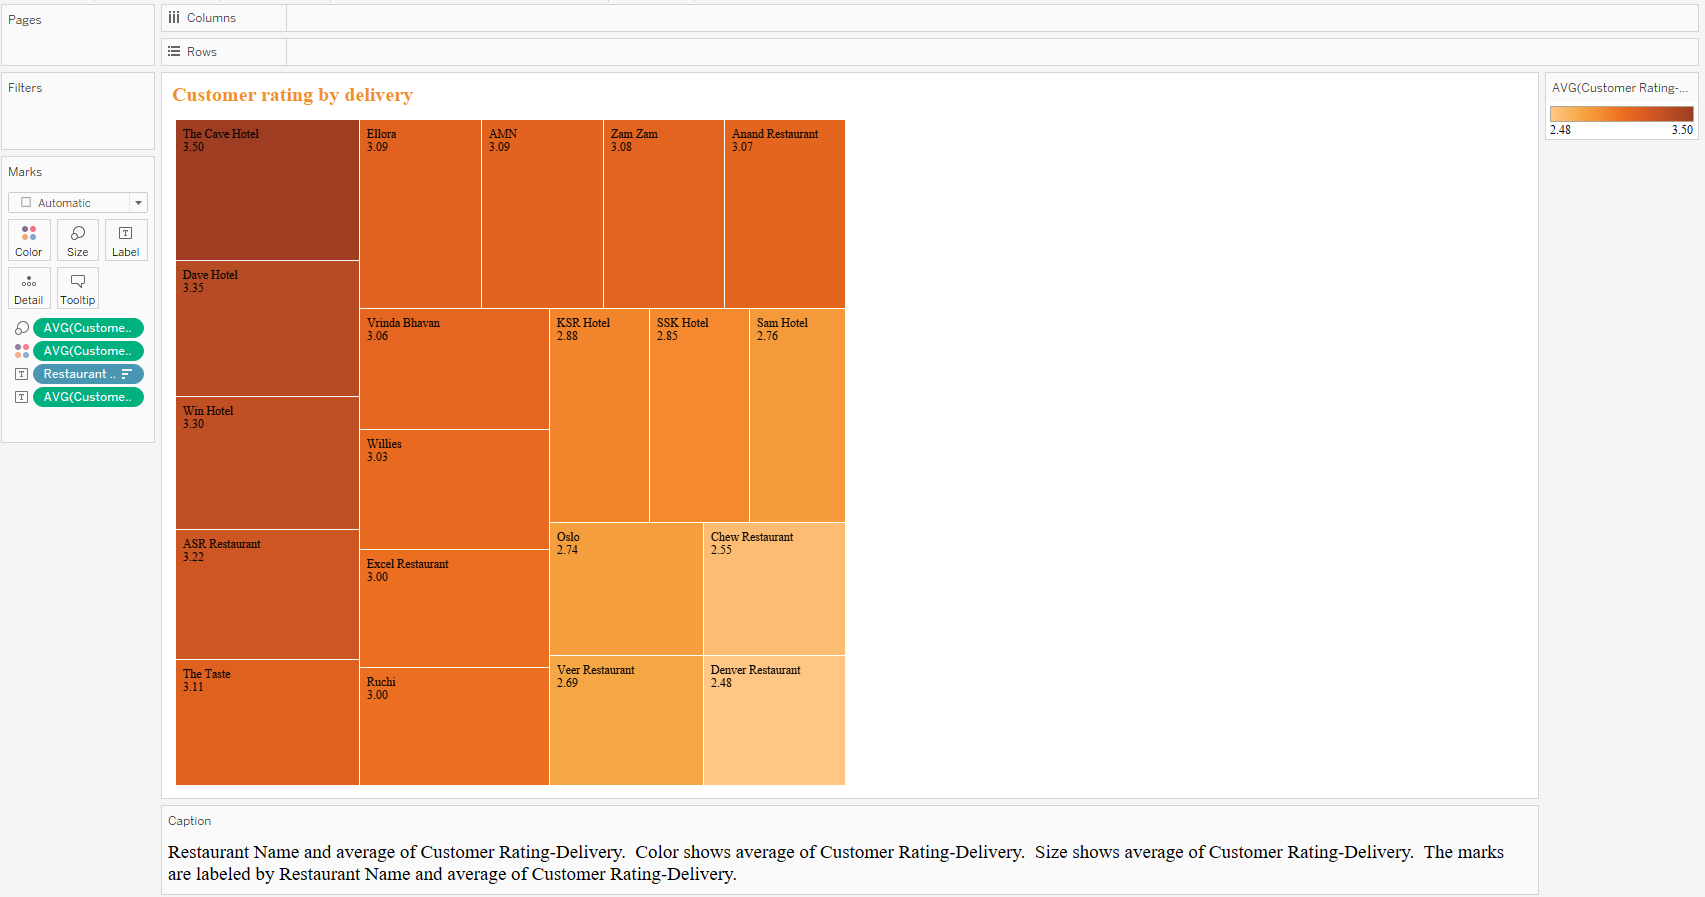 Pages
Columns
Rows
Filters
Marks
Automatic
Color
Size
Label
Detail
Tooltip
AVG(Custome..
AVG(Custome..
Restaurant ..
AVG(Custome..
Customer rating by delivery
The Cave Hotel
3.50
Dave Hotel
3.35
Win Hotel
3.30
ASR Restaurant
3.22
The Taste
3.11
Ellora
3.09
AMN
3.09
Zam Zam
3.08
Anand Restaurant
3.07
Vrinda Bhavan
3.06
Willies
3.03
Excel Restaurant
3.00
Ruchi
3.00
KSR Hotel
2.88
SSK Hotel
2.85
Sam Hotel
2.76
Oslo
2.74
Veer Restaurant
2.69
Chew Restaurant
2.55
Denver Restaurant
2.48
AVG(Customer Rating-...
2.48 3.50
Caption
Restaurant Name and average of Customer Rating-Delivery.  Color shows average of Customer Rating-Delivery.  Size shows average of Customer Rating-Delivery.  The marks
are labeled by Restaurant Name and average of Customer Rating-Delivery.